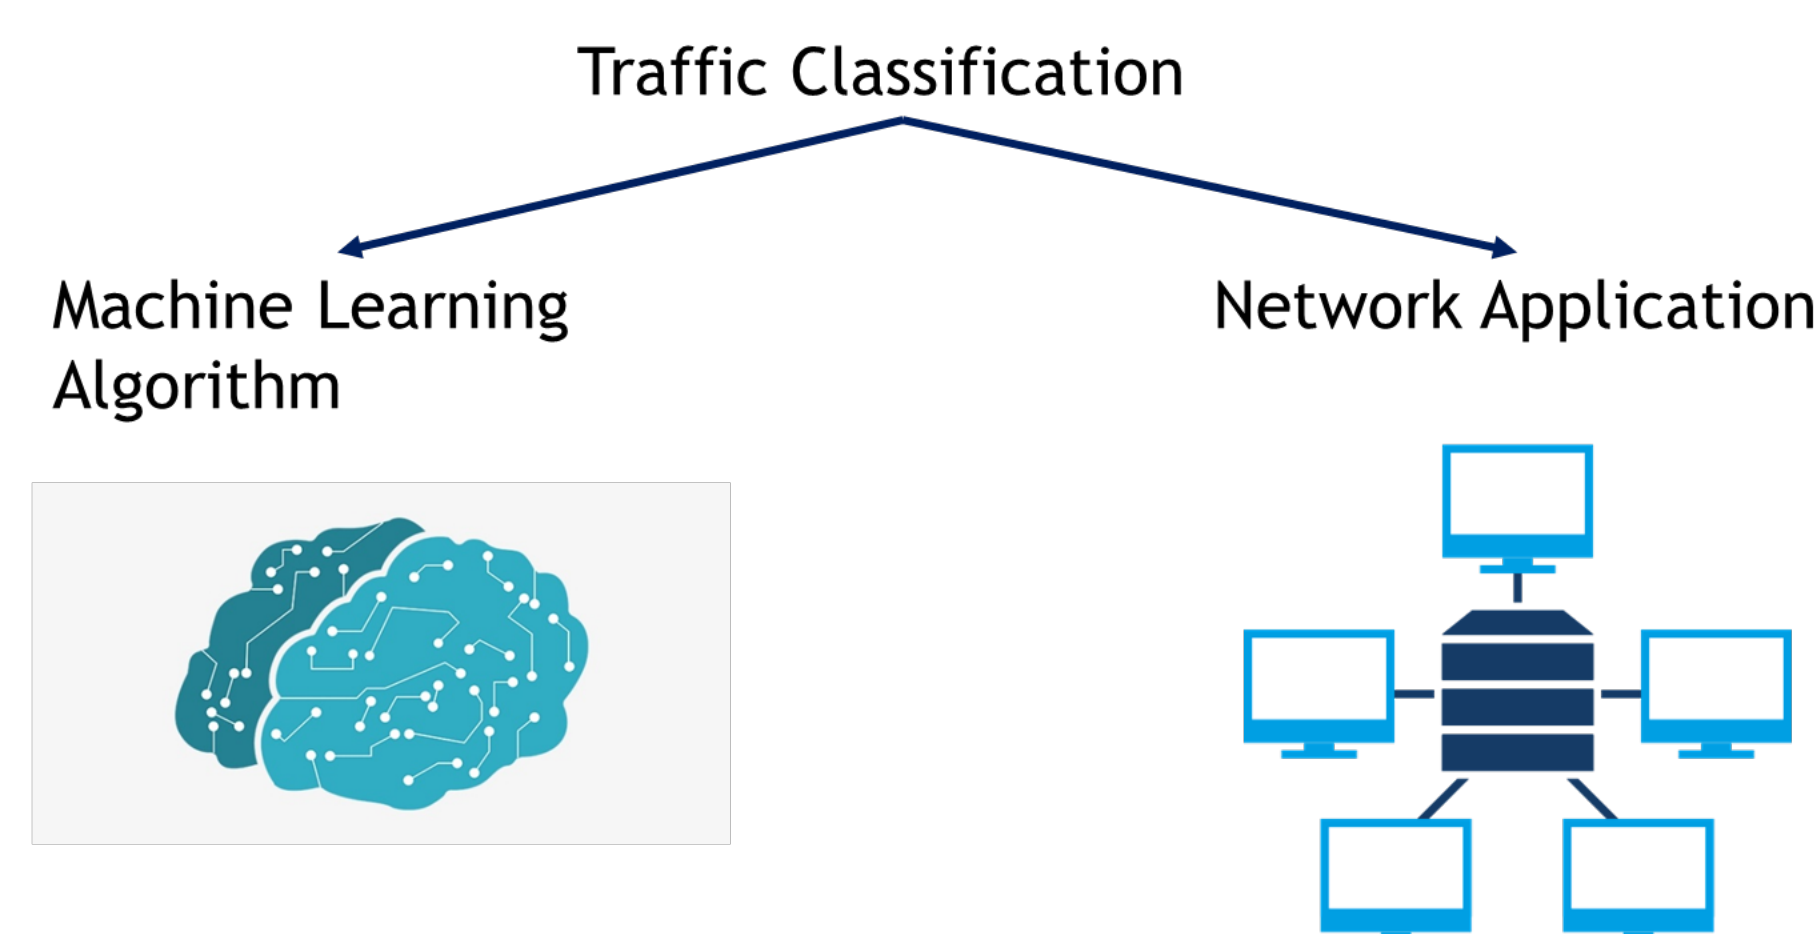 Traffic Classification
Machine Learning
Algorithm
Network Application